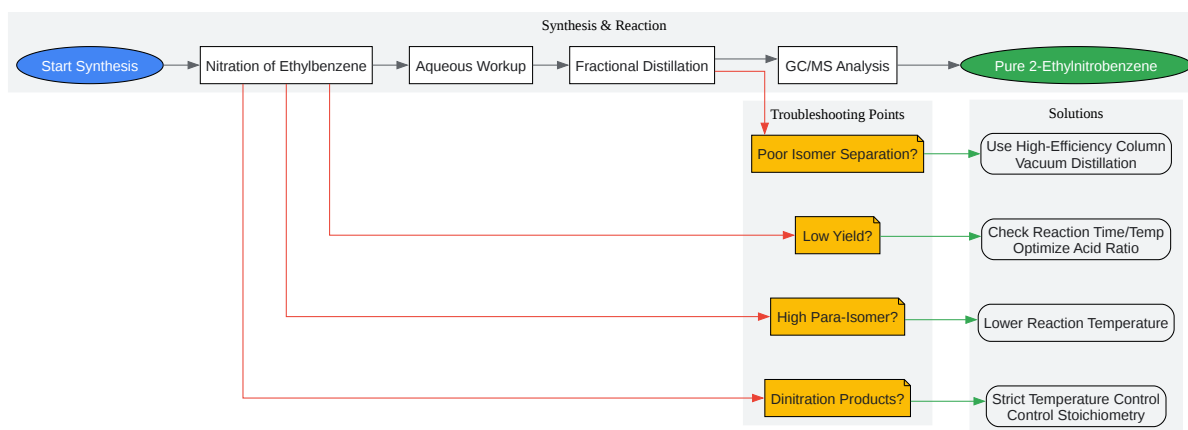 Synthesis & Reaction
Start Synthesis
Nitration of Ethylbenzene
Aqueous Workup
Fractional Distillation
GC/MS Analysis
Pure 2-Ethylnitrobenzene
Troubleshooting Points
Solutions
Poor Isomer Separation?
Use High-Efficiency Column
Vacuum Distillation
Low Yield?
Check Reaction Time/Temp
Optimize Acid Ratio
High Para-Isomer?
Lower Reaction Temperature
Dinitration Products?
Strict Temperature Control
Control Stoichiometry